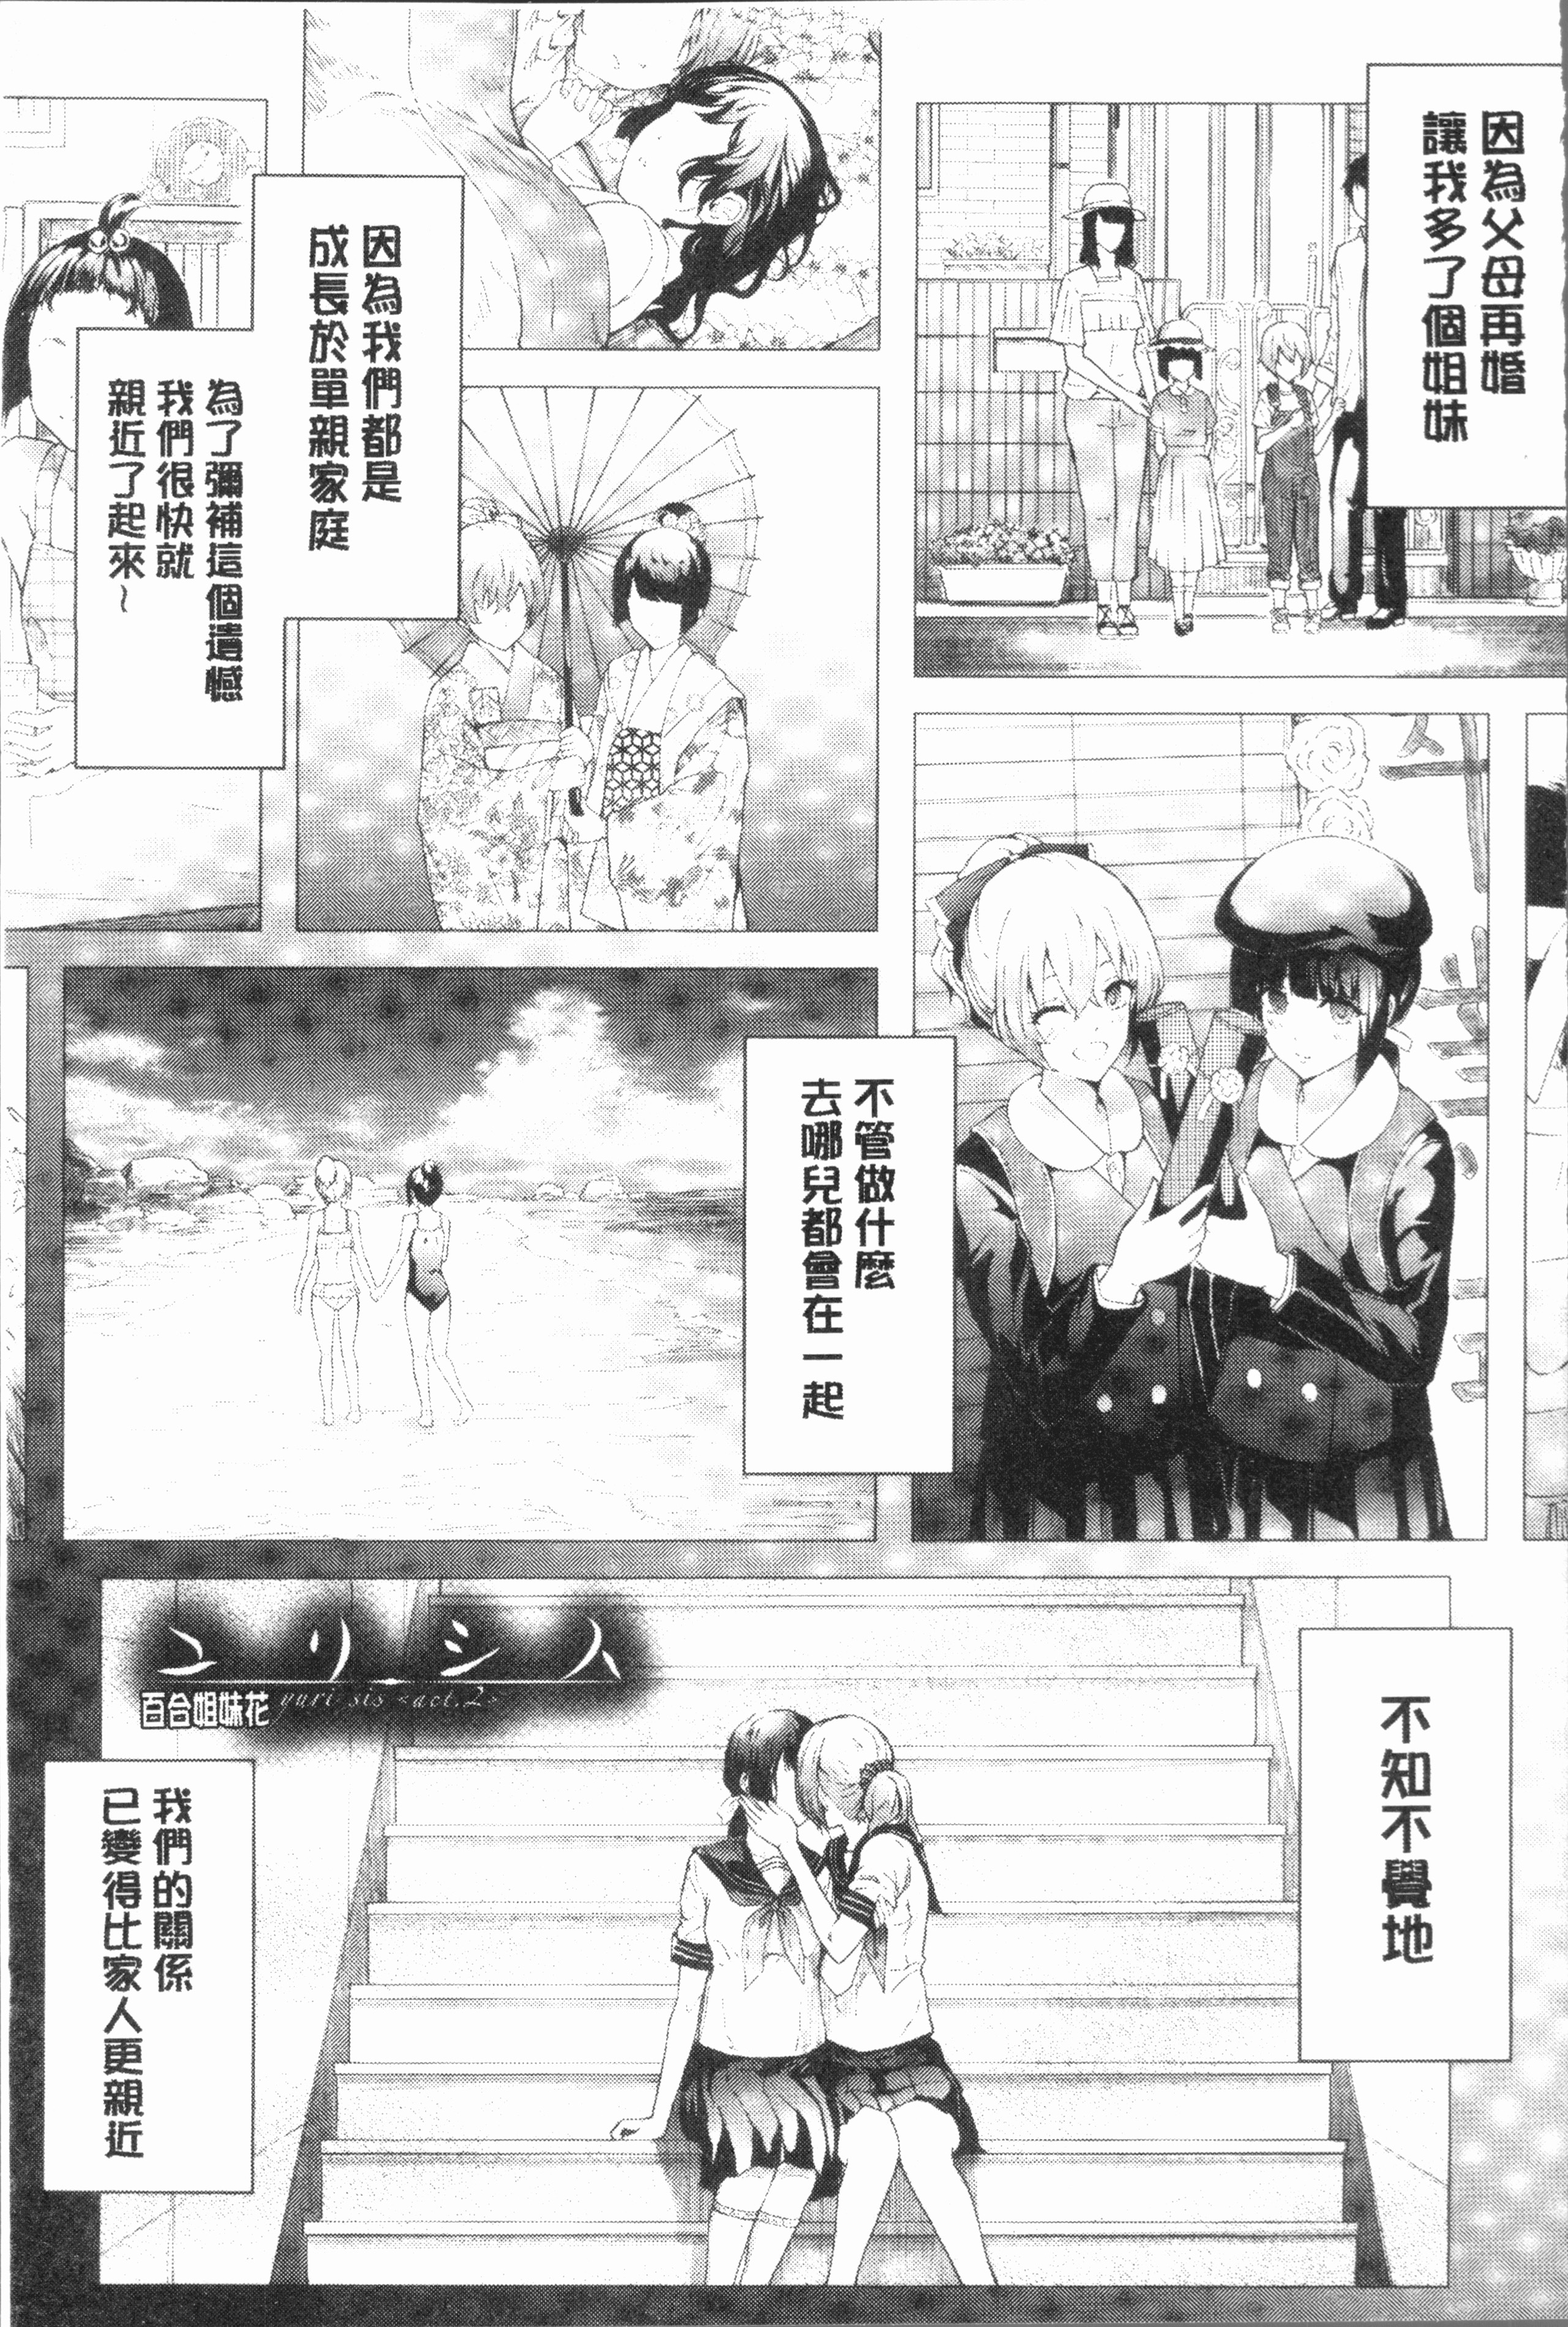 因為父母再婚
讓我多了個姐妹
因為我們都是
成長於單親家庭
為了彌補這個遺憾
我們很快就
親近了起來~
不管做什麼
去哪兒都會在一起
不知不覺地
ユリシス
百合姐妹花
yuri-sis <act.2>
我們的關係
已變得比家人更親近